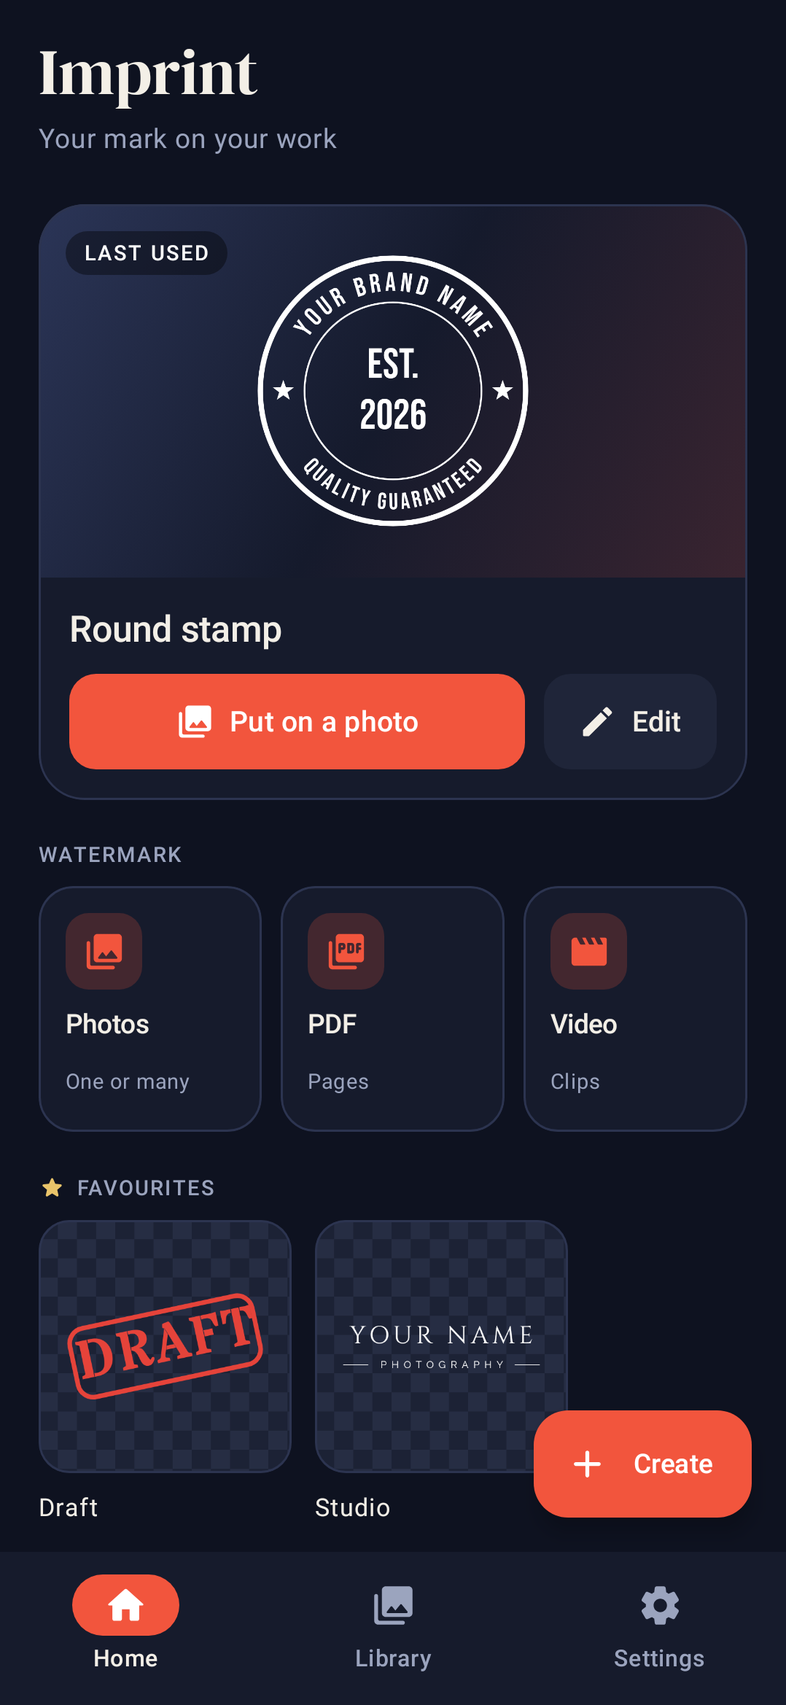 Imprint
Your mark on your work
LAST USED
YOUR BRAND NAME
EST.
2026
QUALITY GUARANTEED
Round stamp
Put on a photo
Edit
WATERMARK
Photos
One or many
PDF
PDF
Pages
Video
Clips
FAVOURITES
DRAFT
YOUR NAME
PHOTOGRAPHY
Draft
Studio
Create
Home
Library
Settings